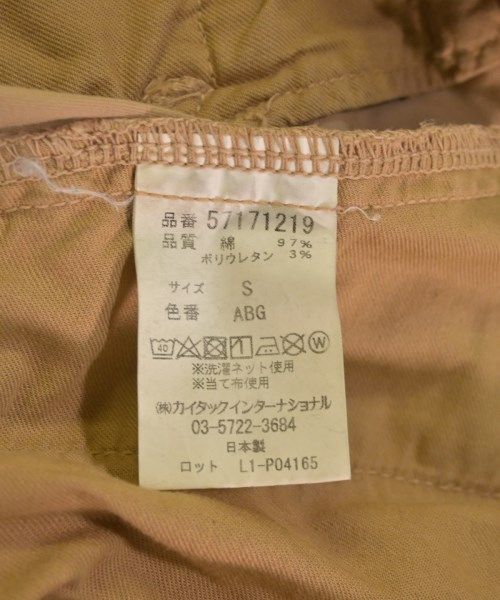 品番 57171219
品質 綿 97%
ポリウレタン 3%
サイズ S
色番 ABG
40 W
※洗濯ネット使用
※当て布使用
㈱カイタックインターナショナル
03-5722-3684
日本製
ロット L1-P04165